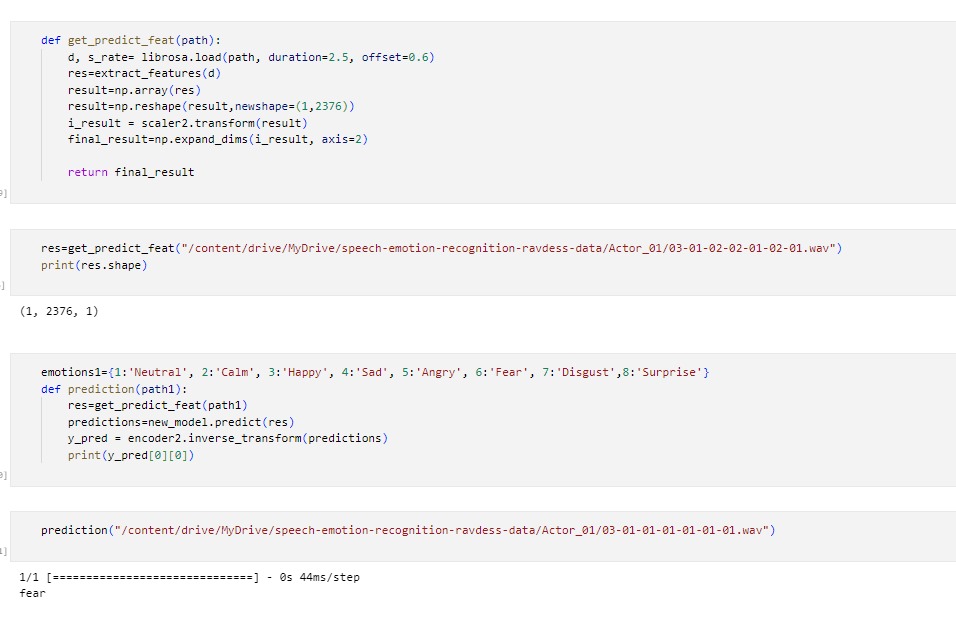 def get_predict_feat(path):
    d, s_rate= librosa.load(path, duration=2.5, offset=0.6)
    res=extract_features(d)
    result=np.array(res)
    result=np.reshape(result,newshape=(1,2376))
    i_result = scaler2.transform(result)
    final_result=np.expand_dims(i_result, axis=2)

    return final_result

res=get_predict_feat("/content/drive/MyDrive/speech-emotion-recognition-ravdess-data/Actor_01/03-01-02-02-01-02-01.wav")
print(res.shape)

(1, 2376, 1)

emotions1={1:'Neutral', 2:'Calm', 3:'Happy', 4:'Sad', 5:'Angry', 6:'Fear', 7:'Disgust',8:'Surprise'}
def prediction(path1):
    res=get_predict_feat(path1)
    predictions=new_model.predict(res)
    y_pred = encoder2.inverse_transform(predictions)
    print(y_pred[0][0])

prediction("/content/drive/MyDrive/speech-emotion-recognition-ravdess-data/Actor_01/03-01-01-01-01-01-01.wav")

1/1 [==============================] - 0s 44ms/step
fear